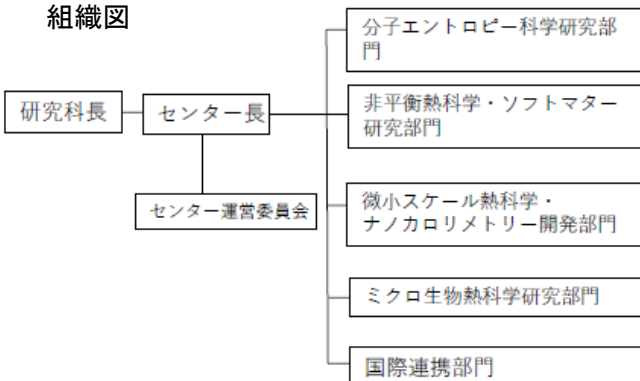 組織図
研究科長
センター長
センター運営委員会
分子エントロピー科学研究部
門
非平衡熱科学・ソフトマター
研究部門
微小スケール熱科学・
ナノカロリメトリー開発部門
ミクロ生物熱科学研究部門
国際連携部門